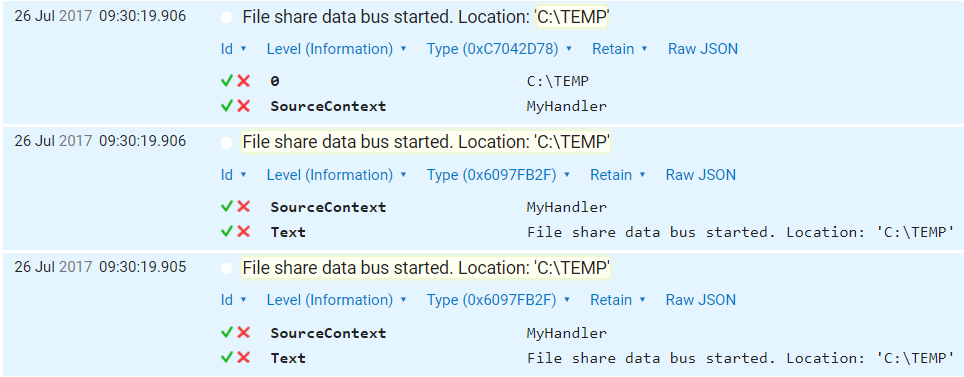 26 Jul 2017 09:30:19.906 File share data bus started. Location: 'C:\TEMP'
Id ▾ Level (Information) ▾ Type (0xC7042D78) ▾ Retain ▾ Raw JSON
✓✗ 0 C:\TEMP
✓✗ SourceContext MyHandler
26 Jul 2017 09:30:19.906 File share data bus started. Location: 'C:\TEMP'
Id ▾ Level (Information) ▾ Type (0x6097FB2F) ▾ Retain ▾ Raw JSON
✓✗ SourceContext MyHandler
✓✗ Text File share data bus started. Location: 'C:\TEMP'
26 Jul 2017 09:30:19.905 File share data bus started. Location: 'C:\TEMP'
Id ▾ Level (Information) ▾ Type (0x6097FB2F) ▾ Retain ▾ Raw JSON
✓✗ SourceContext MyHandler
✓✗ Text File share data bus started. Location: 'C:\TEMP'